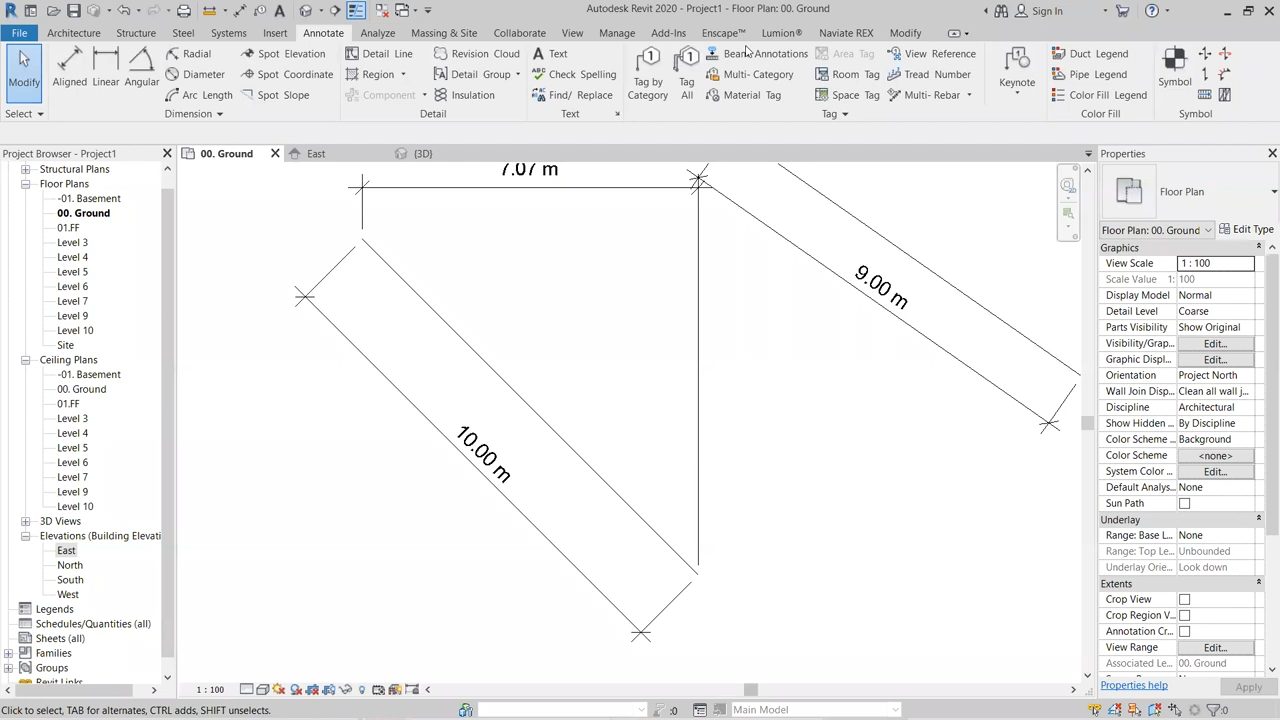 Autodesk Revit 2020 - Project1 - Floor Plan: 00. Ground
Sign In
File Architecture Structure Steel Systems Insert Annotate Analyze Massing & Site Collaborate View Manage Add-Ins Enscape™ Lumion® Naviate REX Modify
Modify
Select
Aligned
Linear
Angular
Radial
Diameter
Arc Length
Spot Elevation
Spot Coordinate
Spot Slope
Dimension
Detail Line
Region
Component
Revision Cloud
Detail Group
Insulation
Detail
Text
Check Spelling
Find/ Replace
Text
Tag by
Category
Tag
All
Beam Annotations
Multi- Category
Material Tag
Area Tag
Room Tag
Space Tag
View Reference
Tread Number
Multi- Rebar
Tag
Keynote
Duct Legend
Pipe Legend
Color Fill Legend
Color Fill
Symbol
Symbol
Project Browser - Project1
Structural Plans
Floor Plans
-01. Basement
00. Ground
01.FF
Level 3
Level 4
Level 5
Level 6
Level 7
Level 9
Level 10
Site
Ceiling Plans
-01. Basement
00. Ground
01.FF
Level 3
Level 4
Level 5
Level 6
Level 7
Level 9
Level 10
3D Views
Elevations (Building Elevati
East
North
South
West
Legends
Schedules/Quantities (all)
Sheets (all)
Families
Groups
Revit Links
00. Ground
East
(3D)
7.07 m
9.00 m
10.00 m
1 : 100
Properties
Floor Plan
Floor Plan: 00. Ground
Edit Type
Graphics
View Scale 1 : 100
Scale Value 1: 100
Display Model Normal
Detail Level Coarse
Parts Visibility Show Original
Visibility/Grap... Edit...
Graphic Displ... Edit...
Orientation Project North
Wall Join Disp... Clean all wall j...
Discipline Architectural
Show Hidden ... By Discipline
Color Scheme ... Background
Color Scheme <none>
System Color ... Edit...
Default Analys... None
Sun Path
Underlay
Range: Base L... None
Range: Top Le... Unbounded
Underlay Orie... Look down
Extents
Crop View
Crop Region V...
Annotation Cr...
View Range Edit...
Associated Le... 00. Ground
Properties help
Apply
Click to select, TAB for alternates, CTRL adds, SHIFT unselects.
:0
Main Model
:0